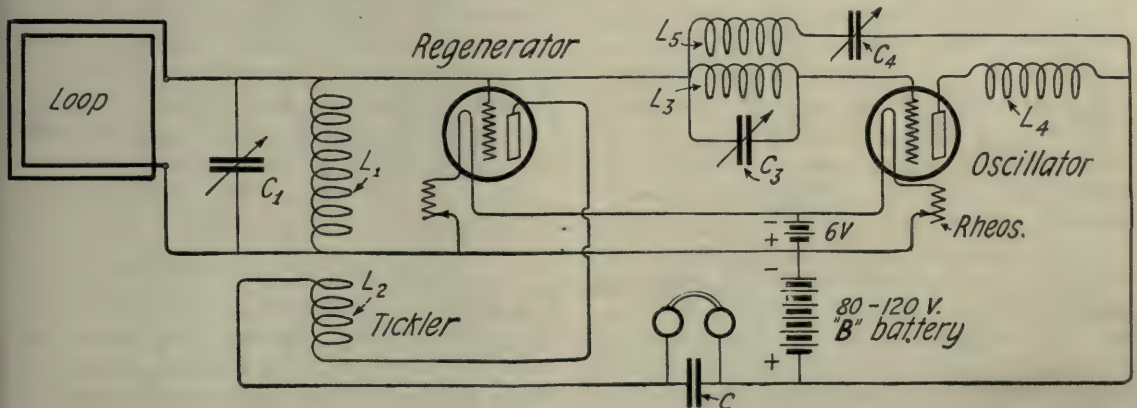 Loop
C₁
L₁
Regenerator
L₂
Tickler
L₅
L₃
C₃
C₄
L₄
Oscillator
Rheos.
-
+
6V
-
80-120 V.
"B" battery
+
C